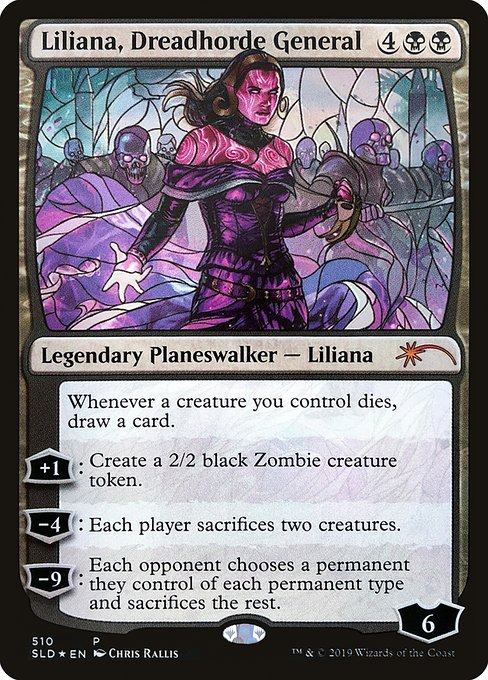 Liliana, Dreadhorde General 4
Legendary Planeswalker — Liliana
Whenever a creature you control dies,
draw a card.
+1 : Create a 2/2 black Zombie creature
token.
−4 : Each player sacrifices two creatures.
−9 : Each opponent chooses a permanent
they control of each permanent type
and sacrifices the rest.
6
510 P
SLD ★ EN Chris Rallis
™ & © 2019 Wizards of the Coast